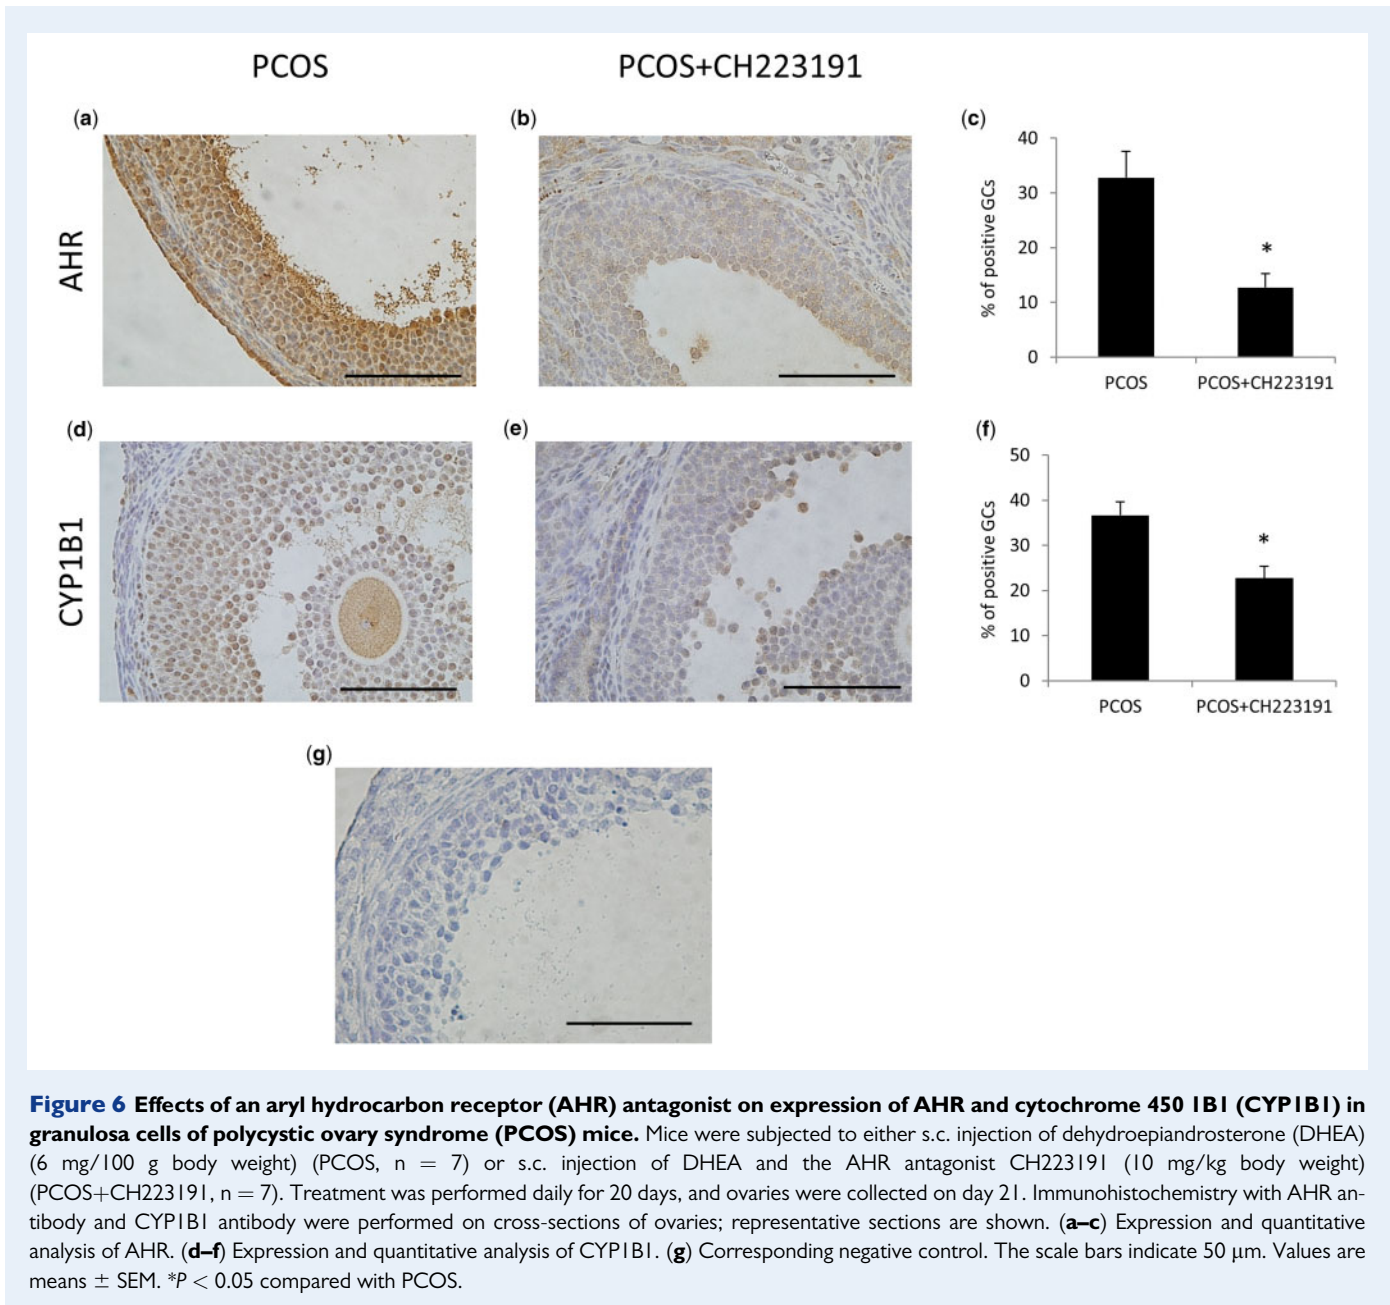 PCOS
PCOS+CH223191
(a)
(b)
(c)
AHR
% of positive GCs
40
30
20
10
0
*
PCOS
PCOS+CH223191
(d)
(e)
(f)
CYP1B1
% of positive GCs
50
40
30
20
10
0
*
PCOS
PCOS+CH223191
(g)
Figure 6 Effects of an aryl hydrocarbon receptor (AHR) antagonist on expression of AHR and cytochrome 450 1B1 (CYP1B1) in
granulosa cells of polycystic ovary syndrome (PCOS) mice. Mice were subjected to either s.c. injection of dehydroepiandrosterone (DHEA)
(6 mg/100 g body weight) (PCOS, n = 7) or s.c. injection of DHEA and the AHR antagonist CH223191 (10 mg/kg body weight)
(PCOS+CH223191, n = 7). Treatment was performed daily for 20 days, and ovaries were collected on day 21. Immunohistochemistry with AHR an-
tibody and CYP1B1 antibody were performed on cross-sections of ovaries; representative sections are shown. (a–c) Expression and quantitative
analysis of AHR. (d–f) Expression and quantitative analysis of CYP1B1. (g) Corresponding negative control. The scale bars indicate 50 μm. Values are
means ± SEM. *P < 0.05 compared with PCOS.